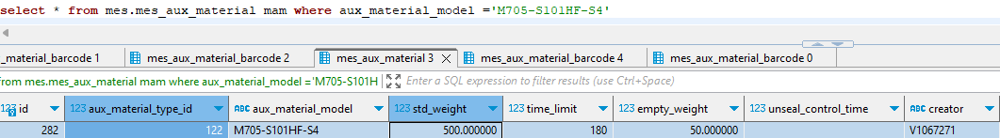 select * from mes.mes_aux_material mam where aux_material_model ='M705-S101HF-S4'
_material_barcode 1 mes_aux_material_barcode 2 mes_aux_material 3 mes_aux_material_barcode 4 mes_aux_material_barcode 0
from mes.mes_aux_material mam where aux_material_model ='M705-S101H Enter a SQL expression to filter results (use Ctrl+Space)
123 id 123 aux_material_type_id ABC aux_material_model 123 std_weight 123 time_limit 123 empty_weight 123 unseal_control_time ABC creator
282 122 M705-S101HF-S4 500.000000 180 50.000000 V1067271